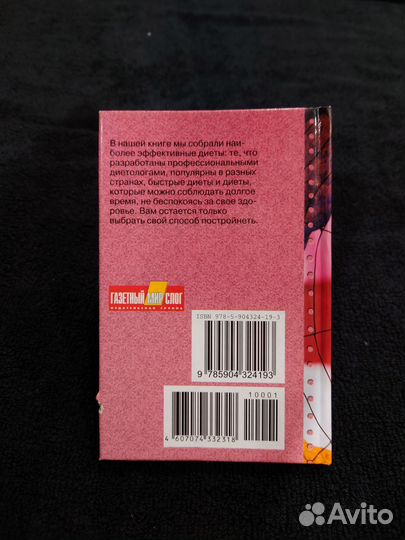 В нашей книге мы собрали наи-
более эффективные диеты: те, что
разработаны профессиональными
диетологами, популярны в разных
странах, быстрые диеты и диеты,
которые можно соблюдать долгое
время, не беспокоясь за свое здо-
ровье. Вам остается только
выбрать свой способ постройнеть.
ГАЗЕТНЫЙ МИР СЛОГ
ИЗДАТЕЛЬСКАЯ ГРУППА
ISBN 978-5-904324-19-3
9 785904 324193
10001
4 607074 332318
Avito